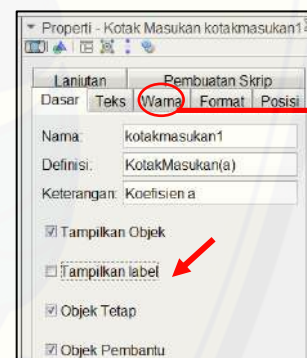 Properti - Kotak Masukan kotakmasukan1
Lanjutan Pembuatan Skrip
Dasar Teks Warna Format Posisi
Nama: kotakmasukan1
Definisi: KotakMasukan(a)
Keterangan: Koefisien a
Tampilkan Objek
Tampilkan label
Objek Tetap
Objek Pembantu